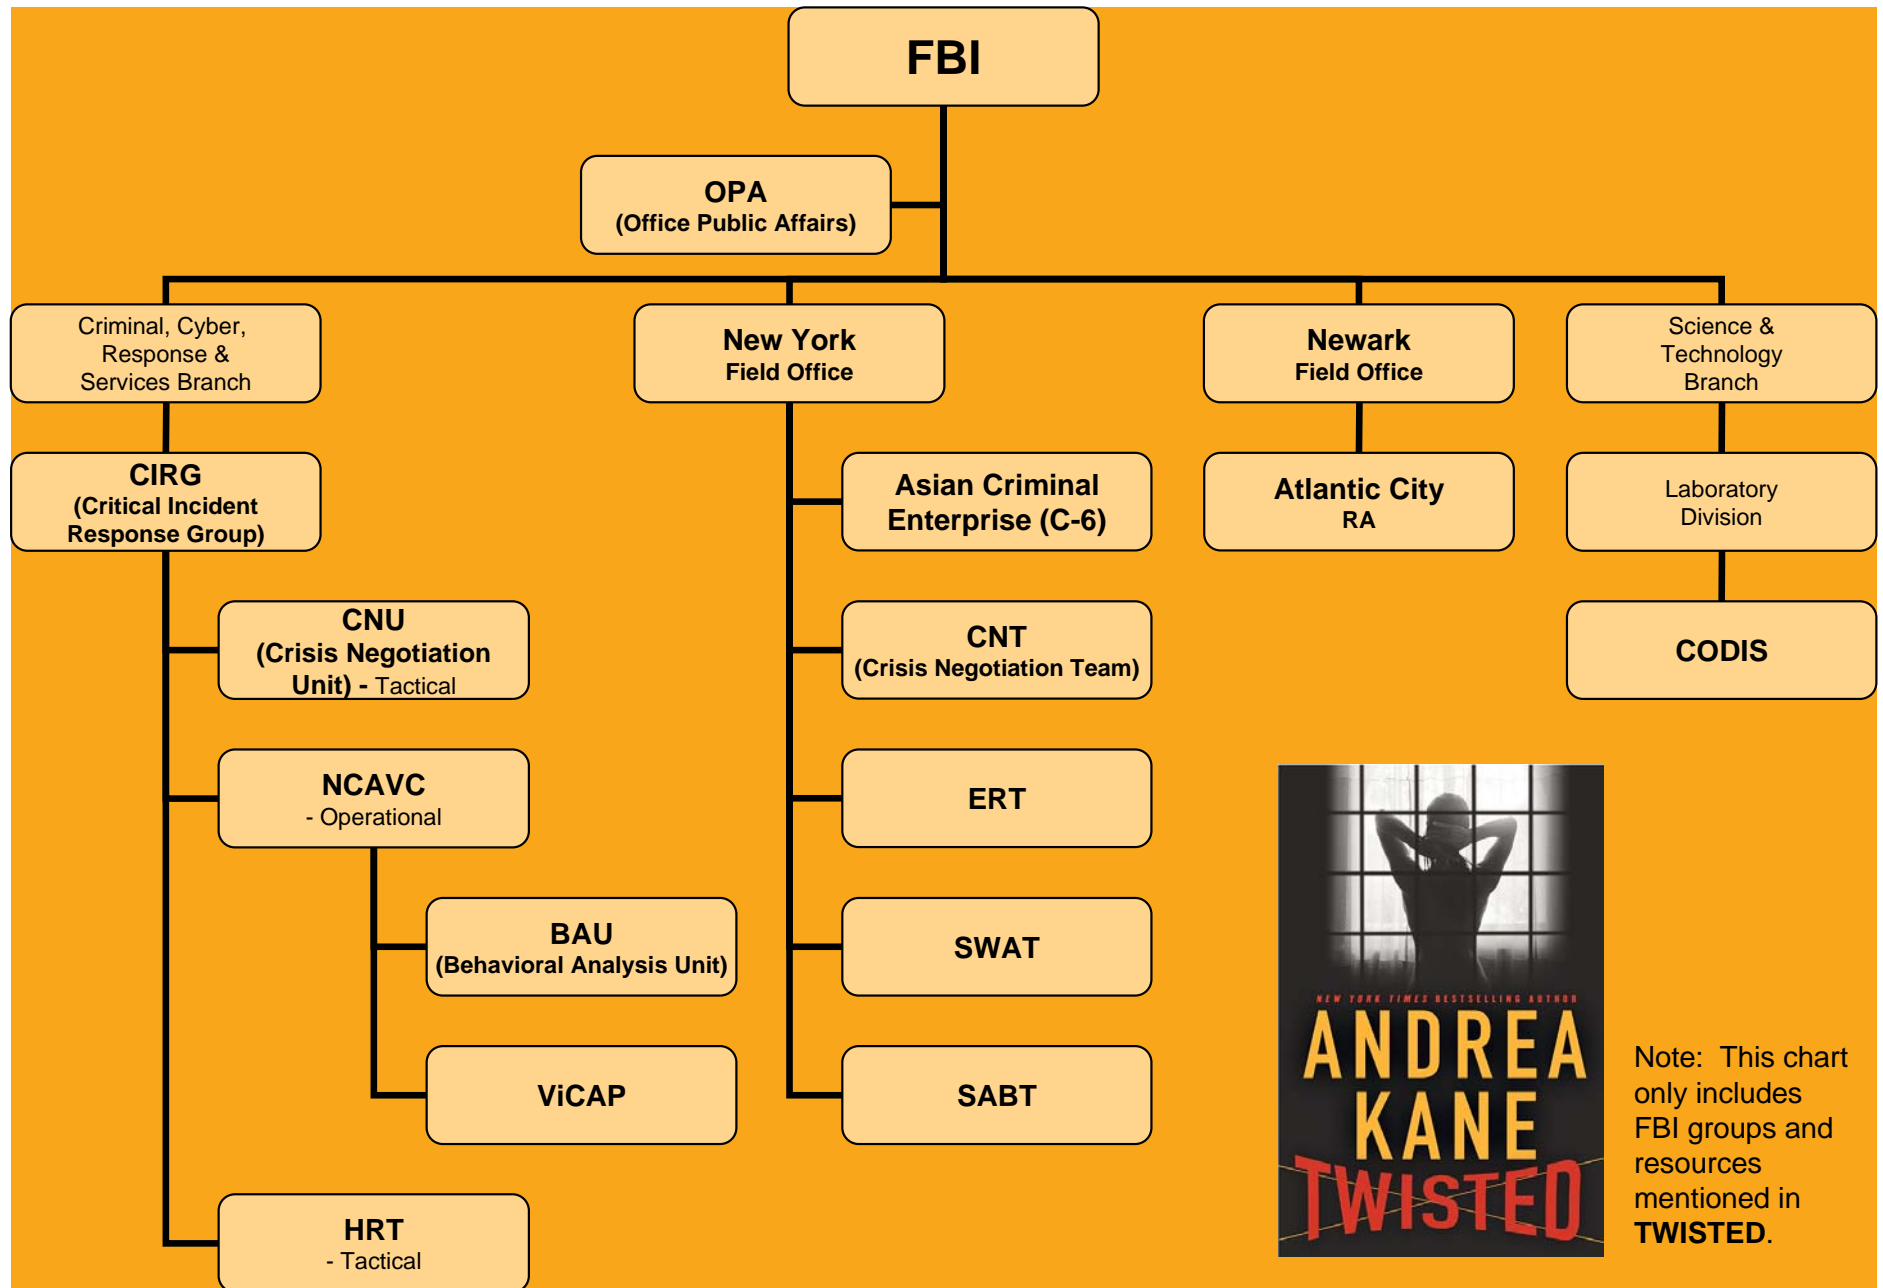 FBI
OPA
(Office Public Affairs)
Criminal, Cyber,
Response &
Services Branch
New York
Field Office
Newark
Field Office
Science &
Technology
Branch
CIRG
(Critical Incident
Response Group)
Asian Criminal
Enterprise (C-6)
Atlantic City
RA
Laboratory
Division
CNU
(Crisis Negotiation
Unit) - Tactical
CNT
(Crisis Negotiation Team)
CODIS
NCAVC
- Operational
ERT
BAU
(Behavioral Analysis Unit)
SWAT
ViCAP
SABT
HRT
- Tactical
NEW YORK TIMES BESTSELLING AUTHOR
ANDREA
KANE
TWISTED
Note: This chart
only includes
FBI groups and
resources
mentioned in
TWISTED.